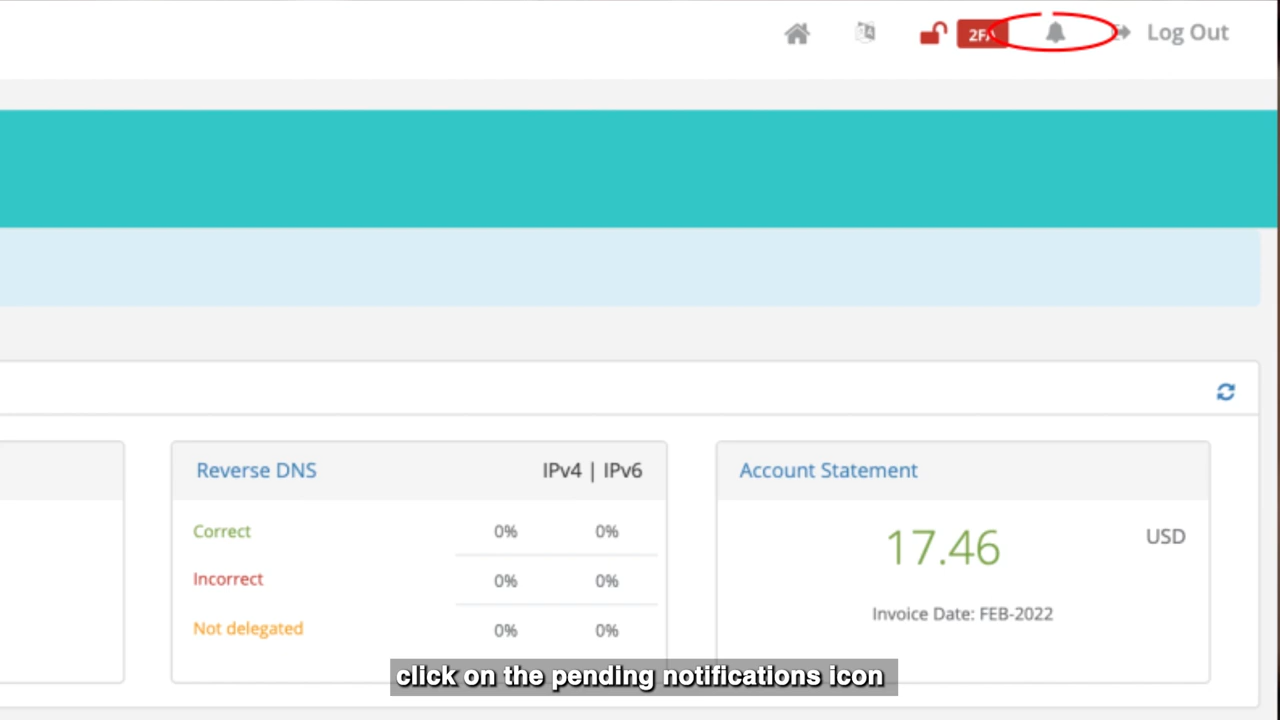 2FA Log Out
Reverse DNS IPv4 | IPv6
Correct 0% 0%
Incorrect 0% 0%
Not delegated 0% 0%
Account Statement
17.46 USD
Invoice Date: FEB-2022
click on the pending notifications icon